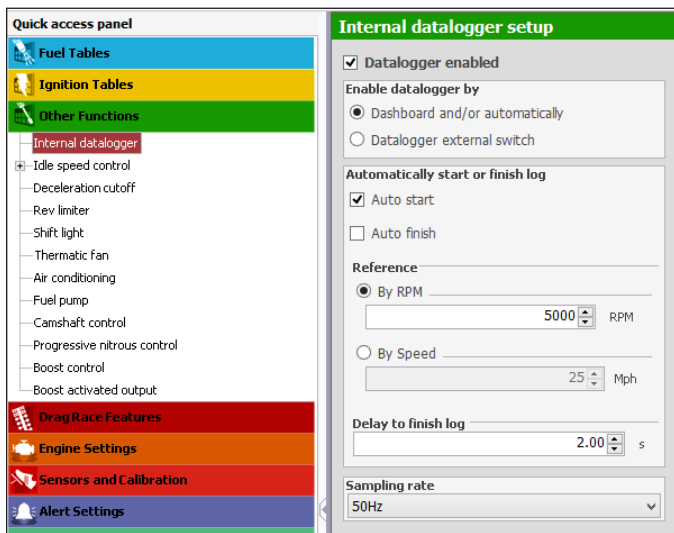 Quick access panel
Fuel Tables
Ignition Tables
Other Functions
Internal datalogger
Idle speed control
Deceleration cutoff
Rev limiter
Shift light
Thermatic fan
Air conditioning
Fuel pump
Camshaft control
Progressive nitrous control
Boost control
Boost activated output
Drag Race Features
Engine Settings
Sensors and Calibration
Alert Settings
Internal datalogger setup
Datalogger enabled
Enable datalogger by
Dashboard and/or automatically
Datalogger external switch
Automatically start or finish log
Auto start
Auto finish
Reference
By RPM
5000 RPM
By Speed
25 Mph
Delay to finish log
2.00 s
Sampling rate
50Hz